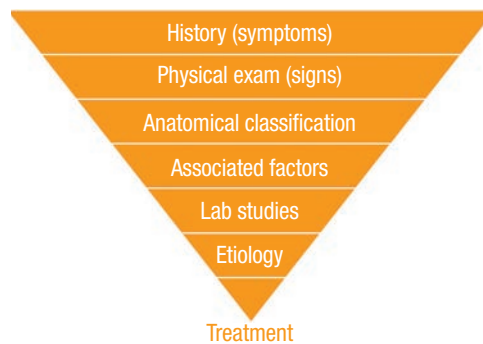 History (symptoms)
Physical exam (signs)
Anatomical classification
Associated factors
Lab studies
Etiology
Treatment